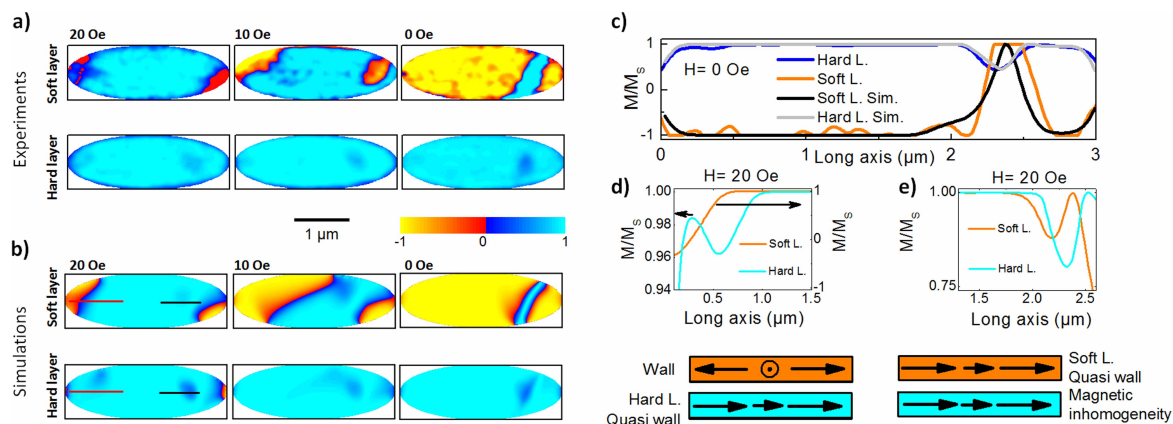 a)
20 Oe
10 Oe
0 Oe
Experiments
Soft layer
Hard layer
1 µm
-1
0
1
b)
20 Oe
10 Oe
0 Oe
Simulations
Soft layer
Hard layer
c)
M/MS
1
0
-1
H= 0 Oe
Hard L.
Soft L.
Soft L. Sim.
Hard L. Sim.
0
1
2
3
Long axis (µm)
d)
H= 20 Oe
M/MS
1.00
0.98
0.96
0.94
1
0
-1
M/MS
Soft L.
Hard L.
0.5
1.0
1.5
Long axis (µm)
e)
H= 20 Oe
M/MS
1.00
0.75
Soft L.
Hard L.
1.5
2.0
2.5
Long axis (µm)
Wall
Hard L.
Quasi wall
Soft L.
Quasi wall
Magnetic
inhomogeneity